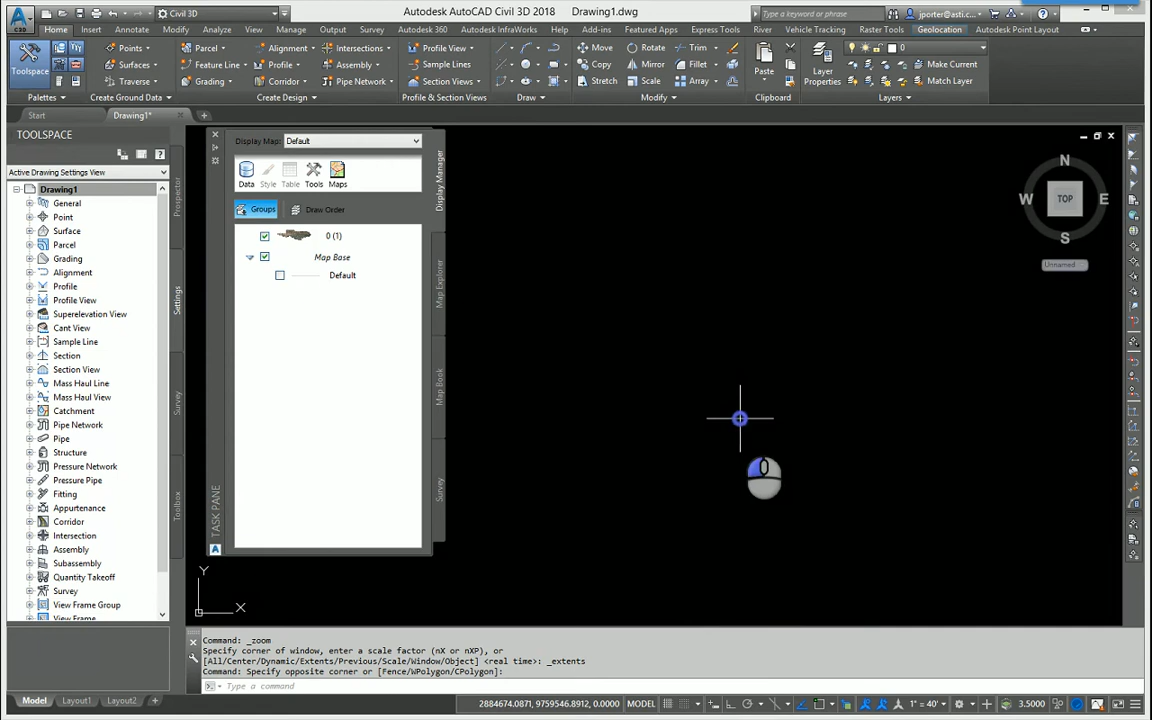 Autodesk AutoCAD Civil 3D 2018 Drawing1.dwg
Civil 3D
Type a keyword or phrase
jporter@asti.c...
C3D
Home Insert Annotate Modify Analyze View Manage Output Survey Autodesk 360 Autodesk InfraWorks Help Add-ins Featured Apps Express Tools River Vehicle Tracking Raster Tools Geolocation Autodesk Point Layout
Points Parcel Alignment Intersections Profile View Move Rotate Trim 0
Toolspace Surfaces Feature Line Profile Assembly Sample Lines Copy Mirror Fillet Paste Layer Properties Make Current
Traverse Grading Corridor Pipe Network Section Views Stretch Scale Array Match Layer
Palettes Create Ground Data Create Design Profile & Section Views Draw Modify Clipboard Layers
Start Drawing1*
TOOLSPACE
Active Drawing Settings View
Drawing1
General
Point
Surface
Parcel
Grading
Alignment
Profile
Profile View
Superelevation View
Cant View
Sample Line
Section
Section View
Mass Haul Line
Mass Haul View
Catchment
Pipe Network
Pipe
Structure
Pressure Network
Pressure Pipe
Fitting
Appurtenance
Corridor
Intersection
Assembly
Subassembly
Quantity Takeoff
Survey
View Frame Group
View Frame
Prospector
Settings
Survey
Toolbox
Display Map: Default
Data Style Table Tools Maps
Groups Draw Order
0 (1)
Map Base
Default
TASK PANE
Display Manager
Map Explorer
Map Book
Survey
N
W TOP E
S
Unnamed
Y
X
Command: _zoom
Specify corner of window, enter a scale factor (nX or nXP), or
[All/Center/Dynamic/Extents/Previous/Scale/Window/Object] <real time>: _extents
Command: Specify opposite corner or [Fence/WPolygon/CPolygon]:
Type a command
Model Layout1 Layout2 +
2884674.0871, 9759546.8912, 0.0000 MODEL 1" = 40' 3.5000